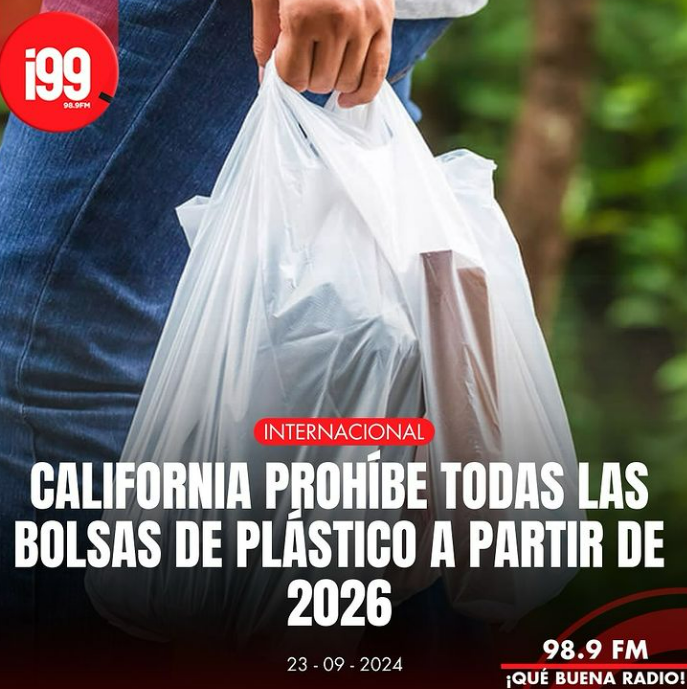 i99
98.9FM
INTERNACIONAL
CALIFORNIA PROHÍBE TODAS LAS
BOLSAS DE PLÁSTICO A PARTIR DE
2026
23 - 09 - 2024
98.9 FM
¡QUÉ BUENA RADIO!